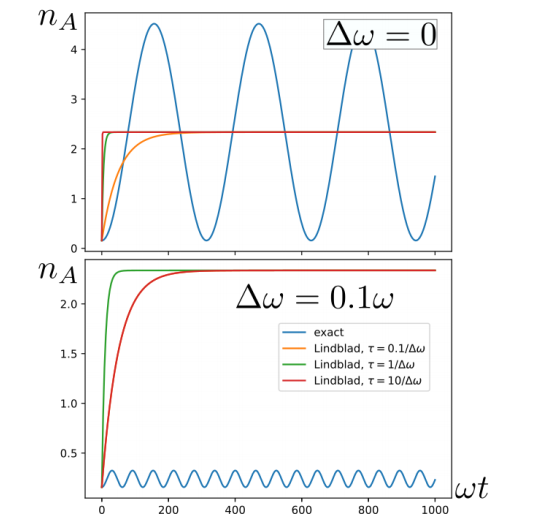 n_A
Δω = 0
4
3
2
1
0
n_A
Δω = 0.1ω
2.0
1.5
1.0
0.5
exact
Lindblad, τ = 0.1/Δω
Lindblad, τ = 1/Δω
Lindblad, τ = 10/Δω
0 200 400 600 800 1000
ωt